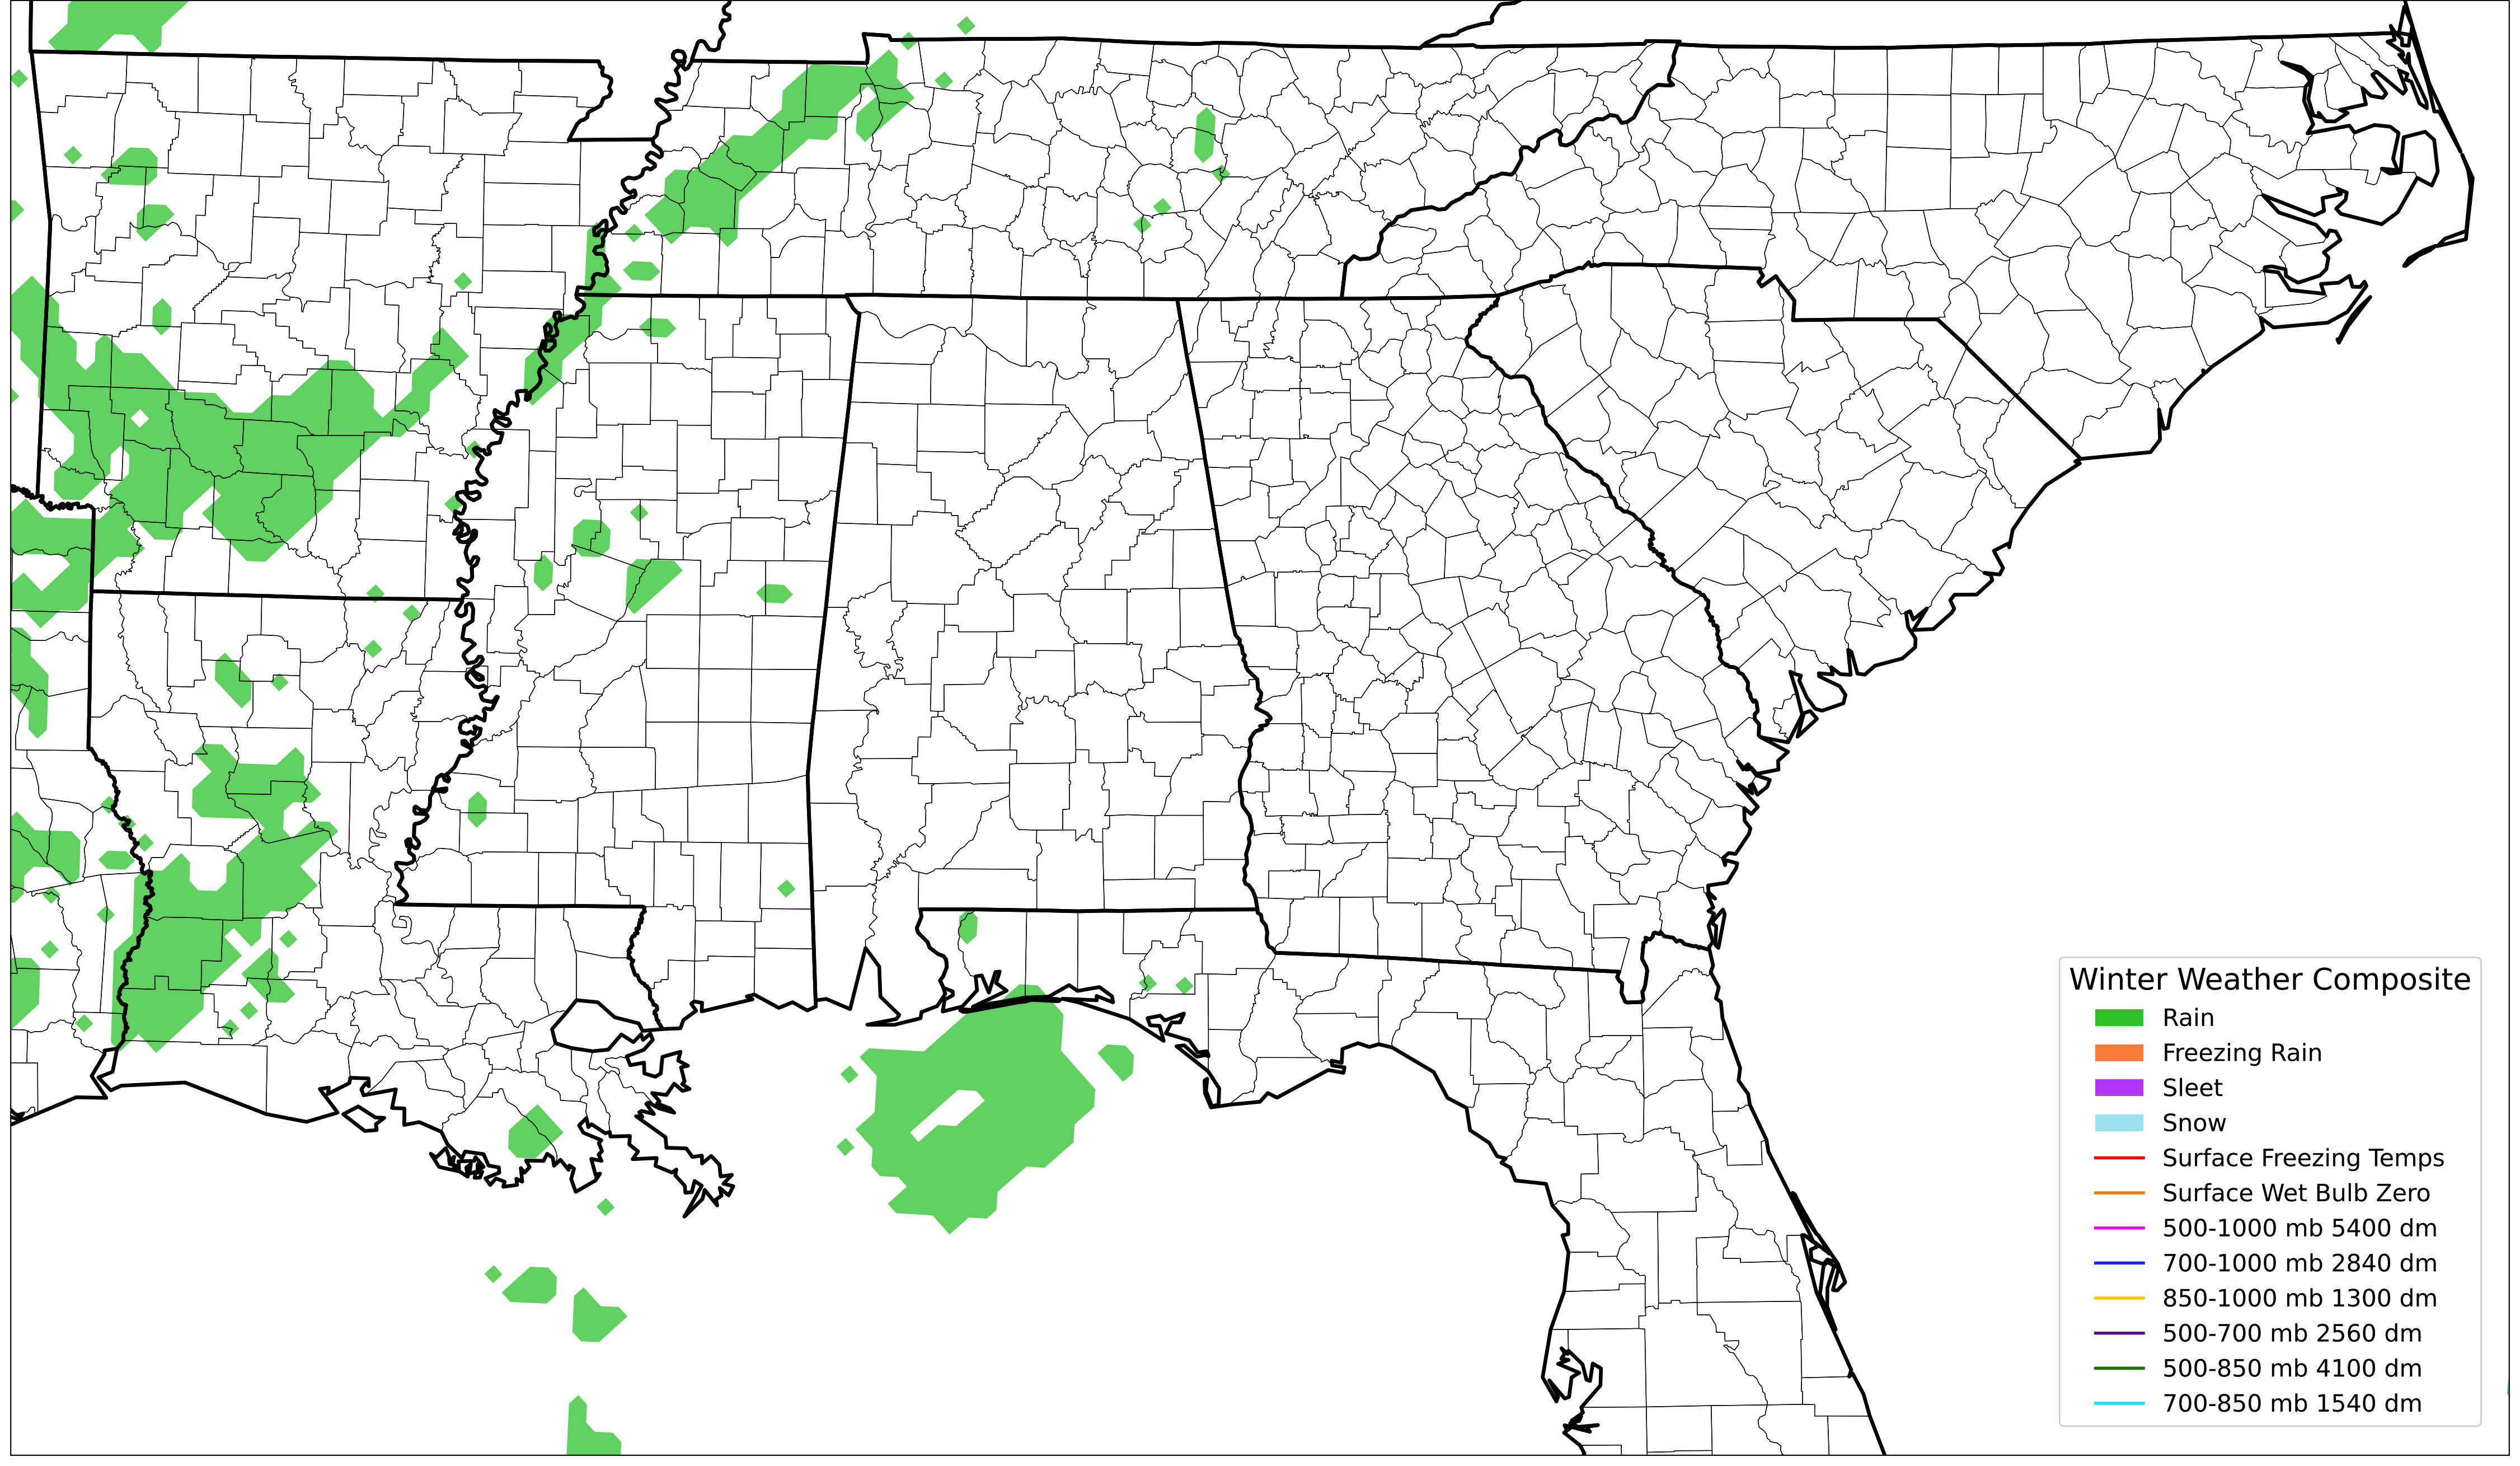 Winter Weather Composite
Rain
Freezing Rain
Sleet
Snow
Surface Freezing Temps
Surface Wet Bulb Zero
500-1000 mb 5400 dm
700-1000 mb 2840 dm
850-1000 mb 1300 dm
500-700 mb 2560 dm
500-850 mb 4100 dm
700-850 mb 1540 dm